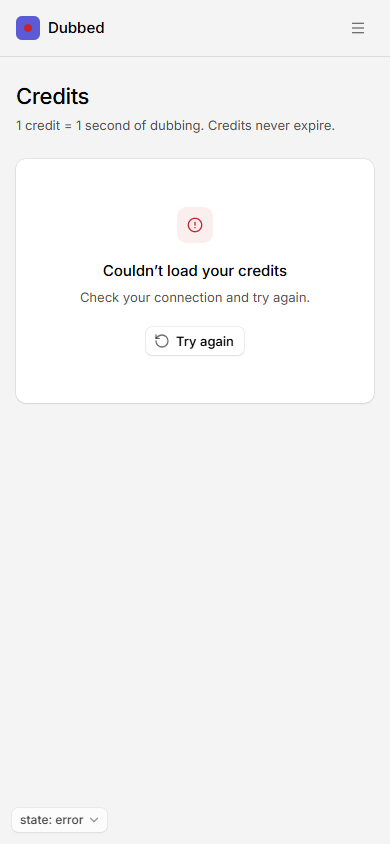 Dubbed
Credits
1 credit = 1 second of dubbing. Credits never expire.
Couldn’t load your credits
Check your connection and try again.
Try again
state: error